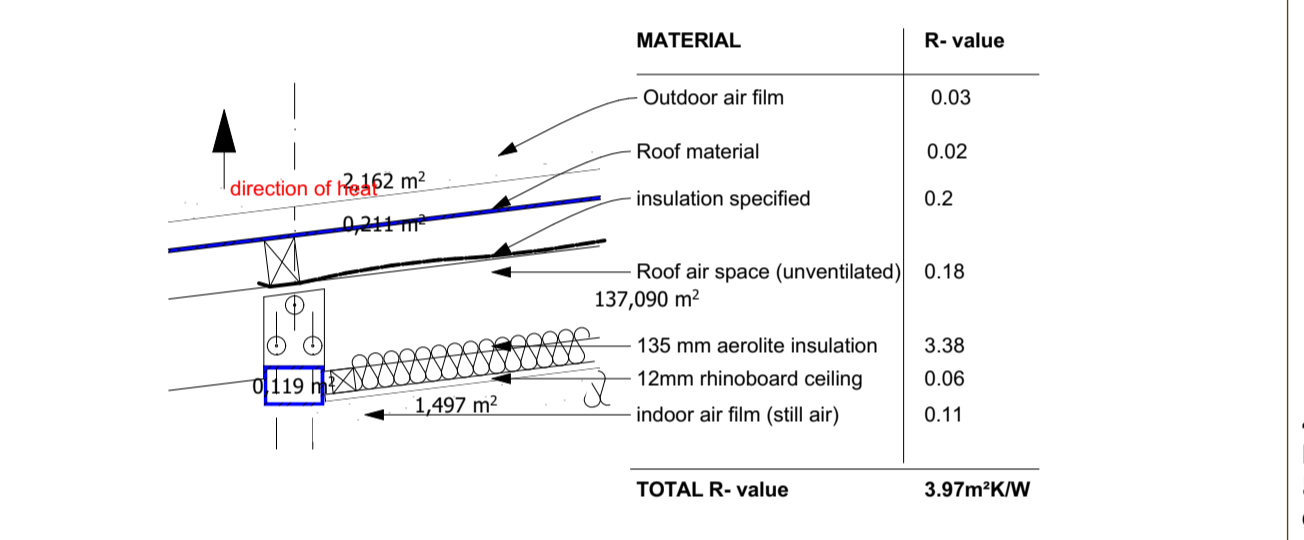 MATERIAL R- value
Outdoor air film 0.03
Roof material 0.02
2,162 m²
direction of heat
insulation specified 0.2
0,211 m²
Roof air space (unventilated) 0.18
137,090 m²
135 mm aerolite insulation 3.38
12mm rhinoboard ceiling 0.06
0,119 m²
1,497 m²
indoor air film (still air) 0.11
TOTAL R- value 3.97m²K/W